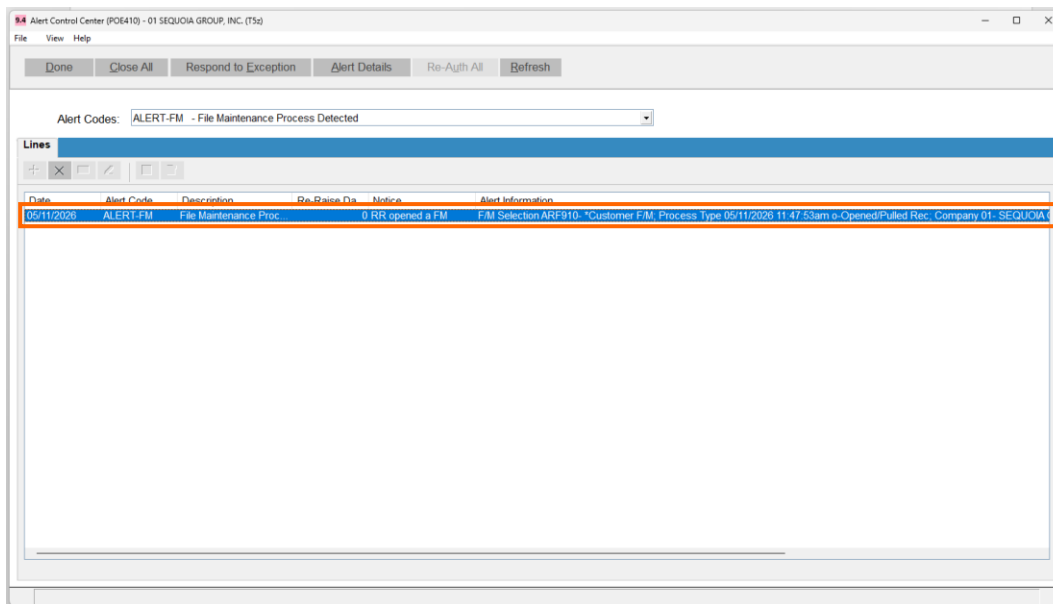 9.4 Alert Control Center (POE410) - 01 SEQUOIA GROUP, INC. (T5z)
File View Help
Done Close All Respond to Exception Alert Details Re-Auth All Refresh
Alert Codes: ALERT-FM - File Maintenance Process Detected
Lines
Date Alert Code Description Re-Raise Da... Notice Alert Information
05/11/2026 ALERT-FM File Maintenance Proc... 0 RR opened a FM F/M Selection ARF910- *Customer F/M; Process Type 05/11/2026 11:47:53am o-Opened/Pulled Rec; Company 01- SEQUOIA